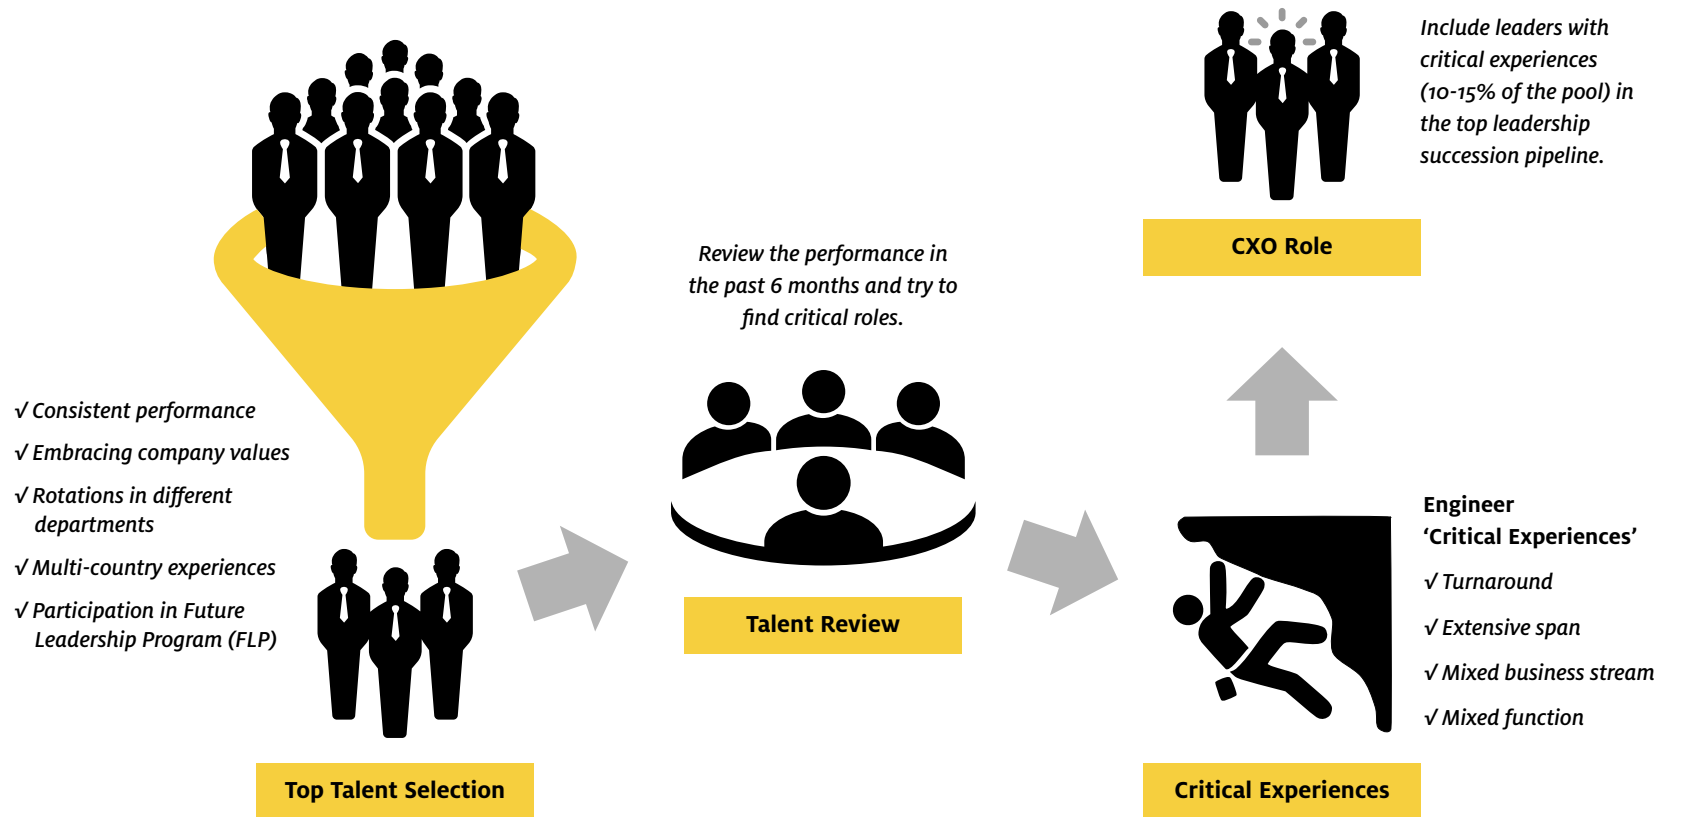 √ Consistent performance
√ Embracing company values
√ Rotations in different
departments
√ Multi-country experiences
√ Participation in Future
Leadership Program (FLP)
Top Talent Selection
Review the performance in
the past 6 months and try to
find critical roles.
Talent Review
Engineer
‘Critical Experiences’
√ Turnaround
√ Extensive span
√ Mixed business stream
√ Mixed function
Critical Experiences
Include leaders with
critical experiences
(10-15% of the pool) in
the top leadership
succession pipeline.
CXO Role